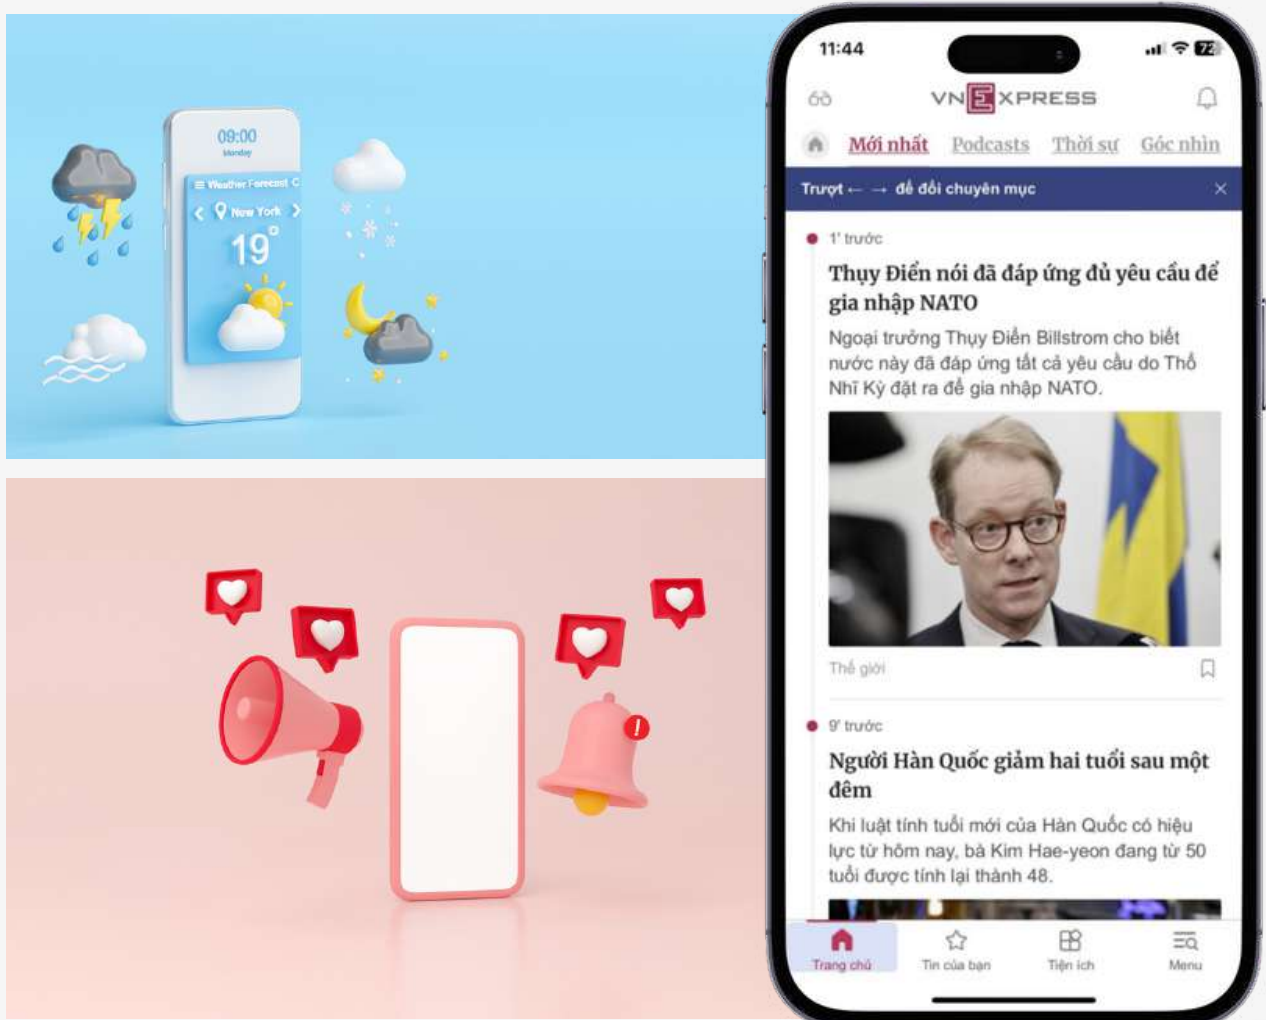 09:00
Monday
Weather Forecast
New York
19°
11:44
72
VNEXPRESS
Mới nhất Podcasts Thời sự Góc nhìn
Trượt ← → để đổi chuyên mục
1' trước
Thụy Điển nói đã đáp ứng đủ yêu cầu để
gia nhập NATO
Ngoại trưởng Thụy Điển Billstrom cho biết
nước này đã đáp ứng tất cả yêu cầu do Thổ
Nhĩ Kỳ đặt ra để gia nhập NATO.
Thế giới
9' trước
Người Hàn Quốc giảm hai tuổi sau một
đêm
Khi luật tính tuổi mới của Hàn Quốc có hiệu
lực từ hôm nay, bà Kim Hae-yeon đang từ 50
tuổi được tính lại thành 48.
Trang chủ Tin của bạn Tiện ích Menu